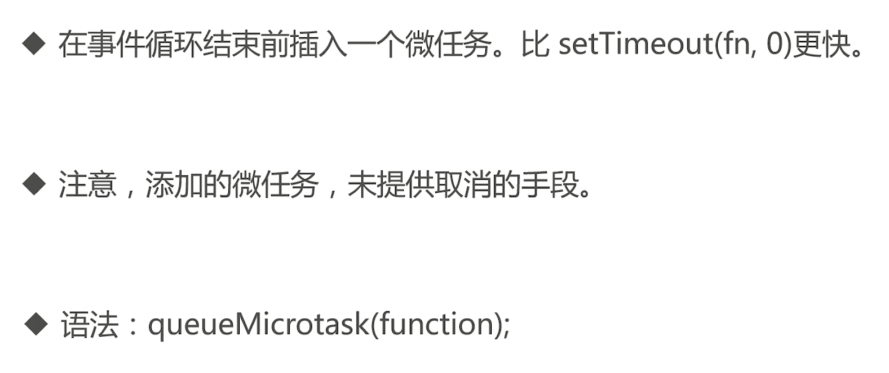 ◆ 在事件循环结束前插入一个微任务。比 setTimeout(fn, 0)更快。
◆ 注意，添加的微任务，未提供取消的手段。
◆ 语法：queueMicrotask(function);